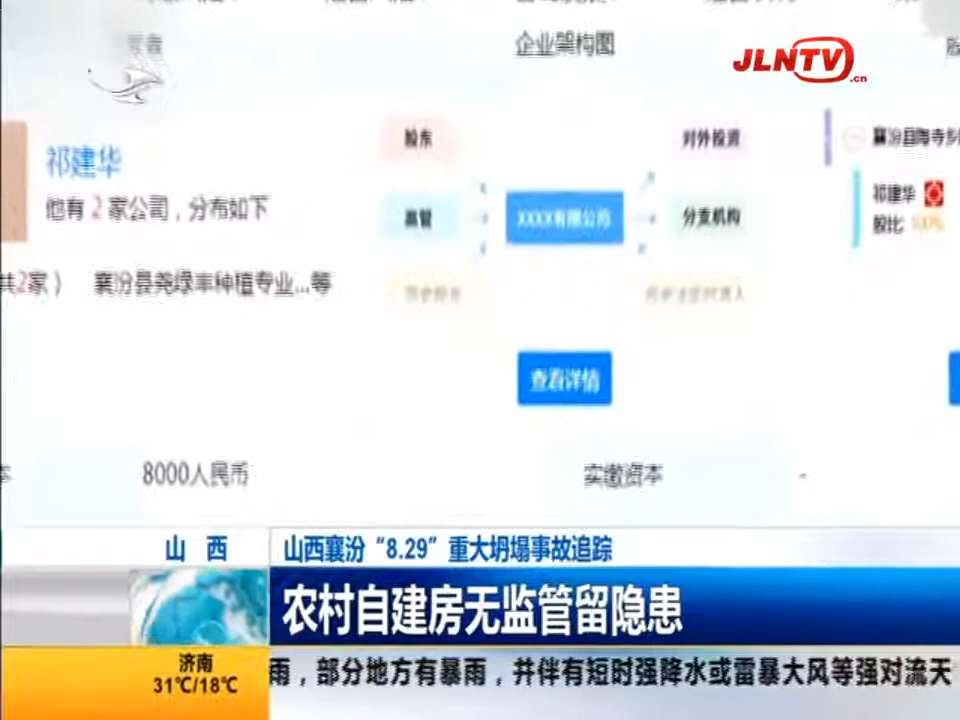 企业架构图
JLNTV
.cn
股
祁建华
他有 2 家公司，分布如下
共2家） 襄汾县尧绿丰种植专业...等
股东
高管
XXXX有限公司
对外投资
分支机构
襄汾县陶寺乡
祁建华
股比：100%
查看详情
本
8000人民币
实缴资本
-
山 西
山西襄汾“8.29”重大坍塌事故追踪
农村自建房无监管留隐患
济南
31℃/18℃
雨，部分地方有暴雨，并伴有短时强降水或雷暴大风等强对流天